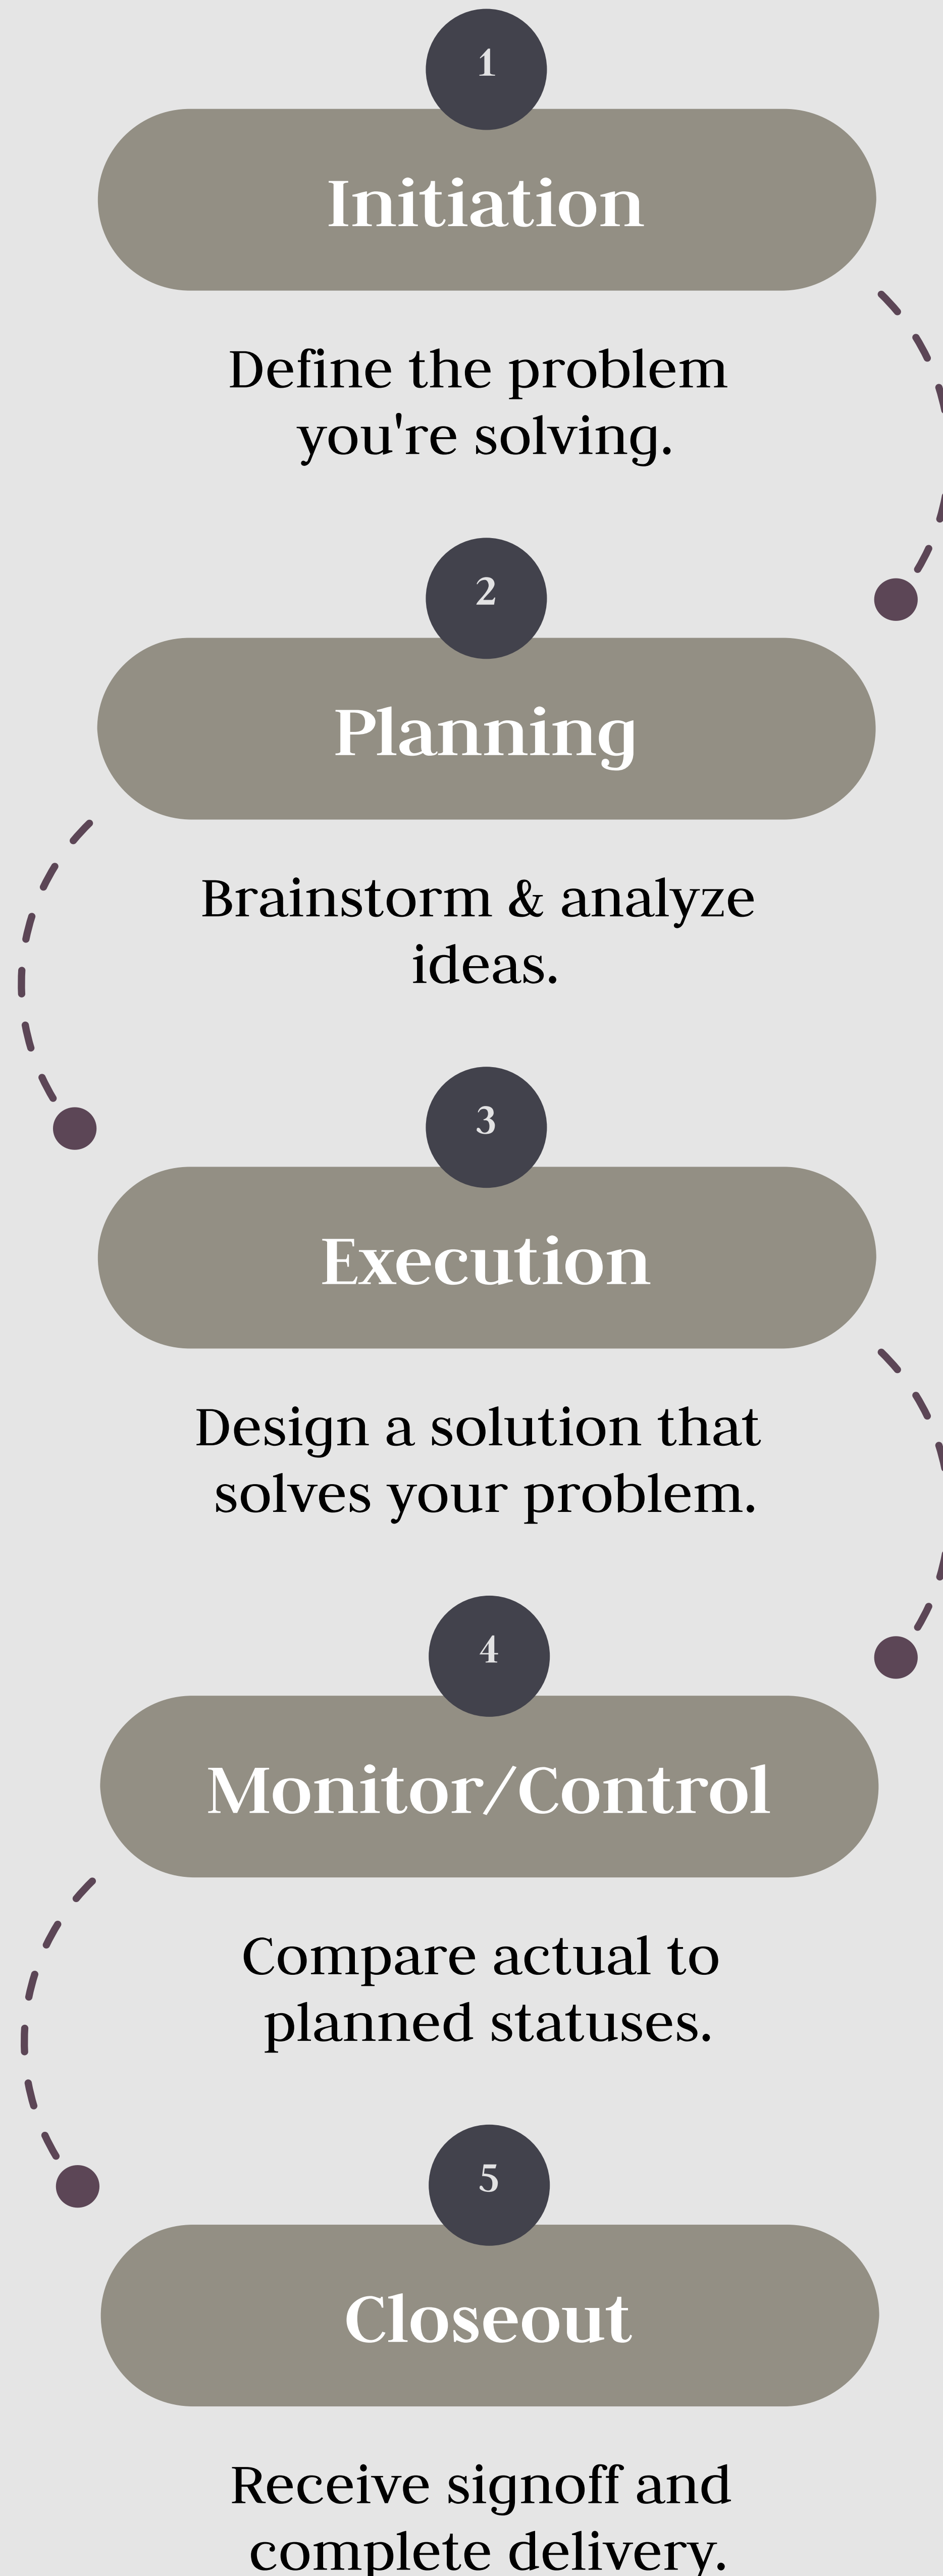 1
Initiation
Define the problem
you're solving.
2
Planning
Brainstorm & analyze
ideas.
3
Execution
Design a solution that
solves your problem.
4
Monitor/Control
Compare actual to
planned statuses.
5
Closeout
Receive signoff and
complete delivery.